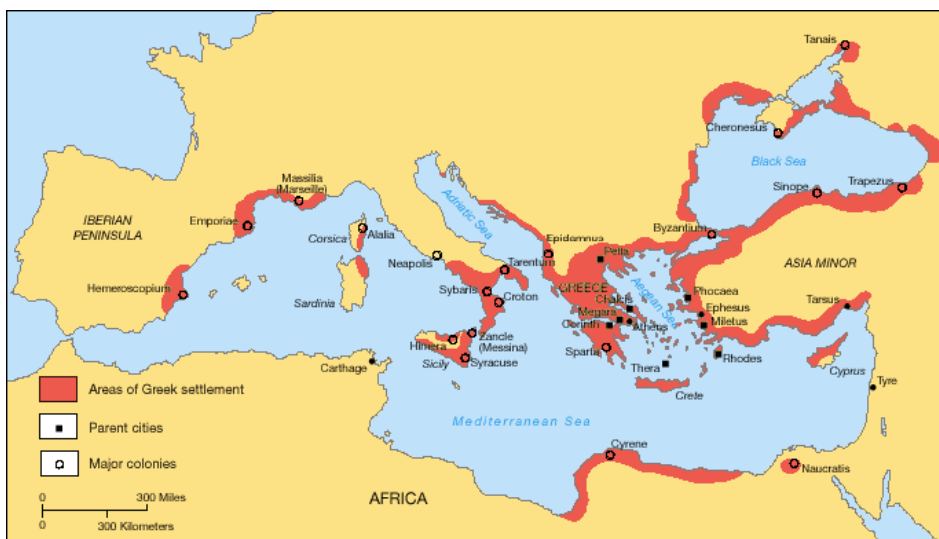 Tanais
Cheronesus
Black Sea
Massilia
(Marseille)
Sinope
Trapezus
IBERIAN
PENINSULA
Emporiae
Adriatic Sea
Byzantium
Corsica
Alalia
Epidamnus
Pella
Neapolis
Tarentum
ASIA MINOR
Hemeroscopium
Sardinia
Sybaris
Croton
GREECE
Aegean Sea
Phocaea
Chalcis
Ephesus
Tarsus
Megara
Miletus
Corinth
Athens
Zancle
(Messina)
Himera
Sparta
Carthage
Sicily
Syracuse
Thera
Rhodes
Cyprus
Tyre
Crete
Areas of Greek settlement
Parent cities
Mediterranean Sea
Major colonies
Cyrene
Naucratis
AFRICA
0 300 Miles
0 300 Kilometers